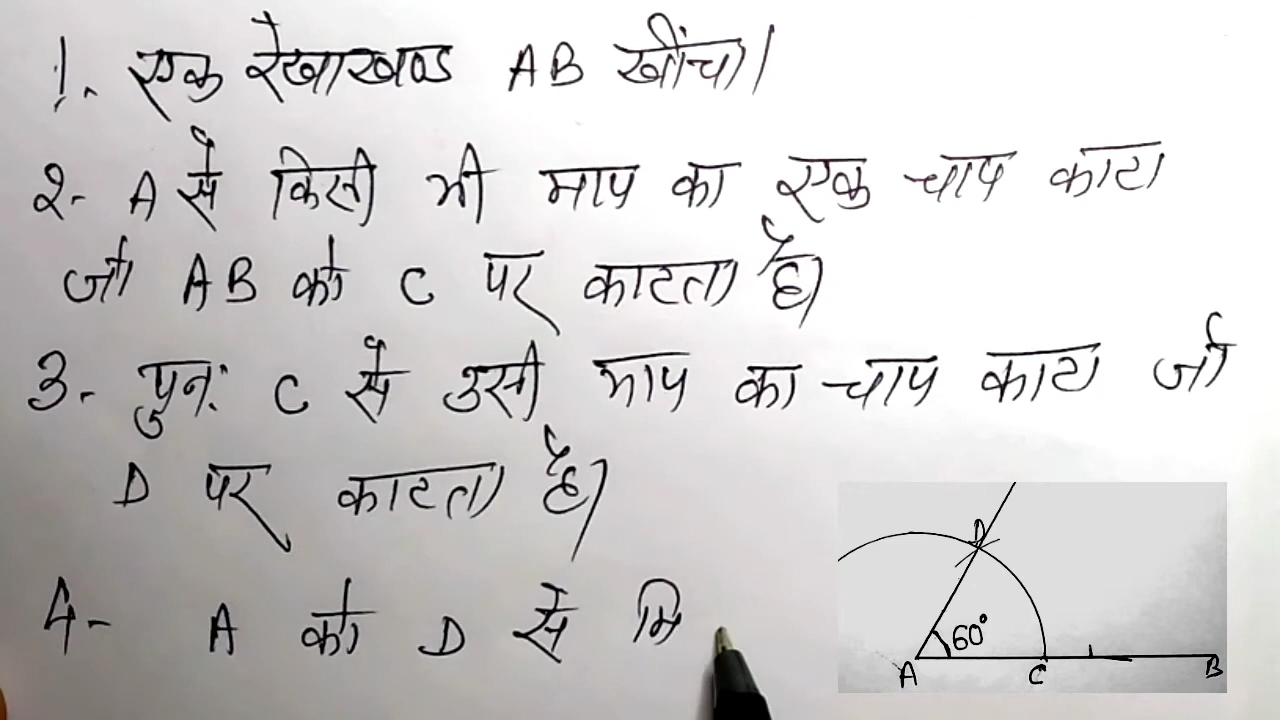 1. एक रेखाखण्ड AB खींचा।
2- A से किसी भी माप का एक चाप काटा
जो AB को C पर काटता है।
3- पुनः C से उसी माप का चाप काटा जो
D पर काटता है।
4- A को D से मि
D
60°
A C B